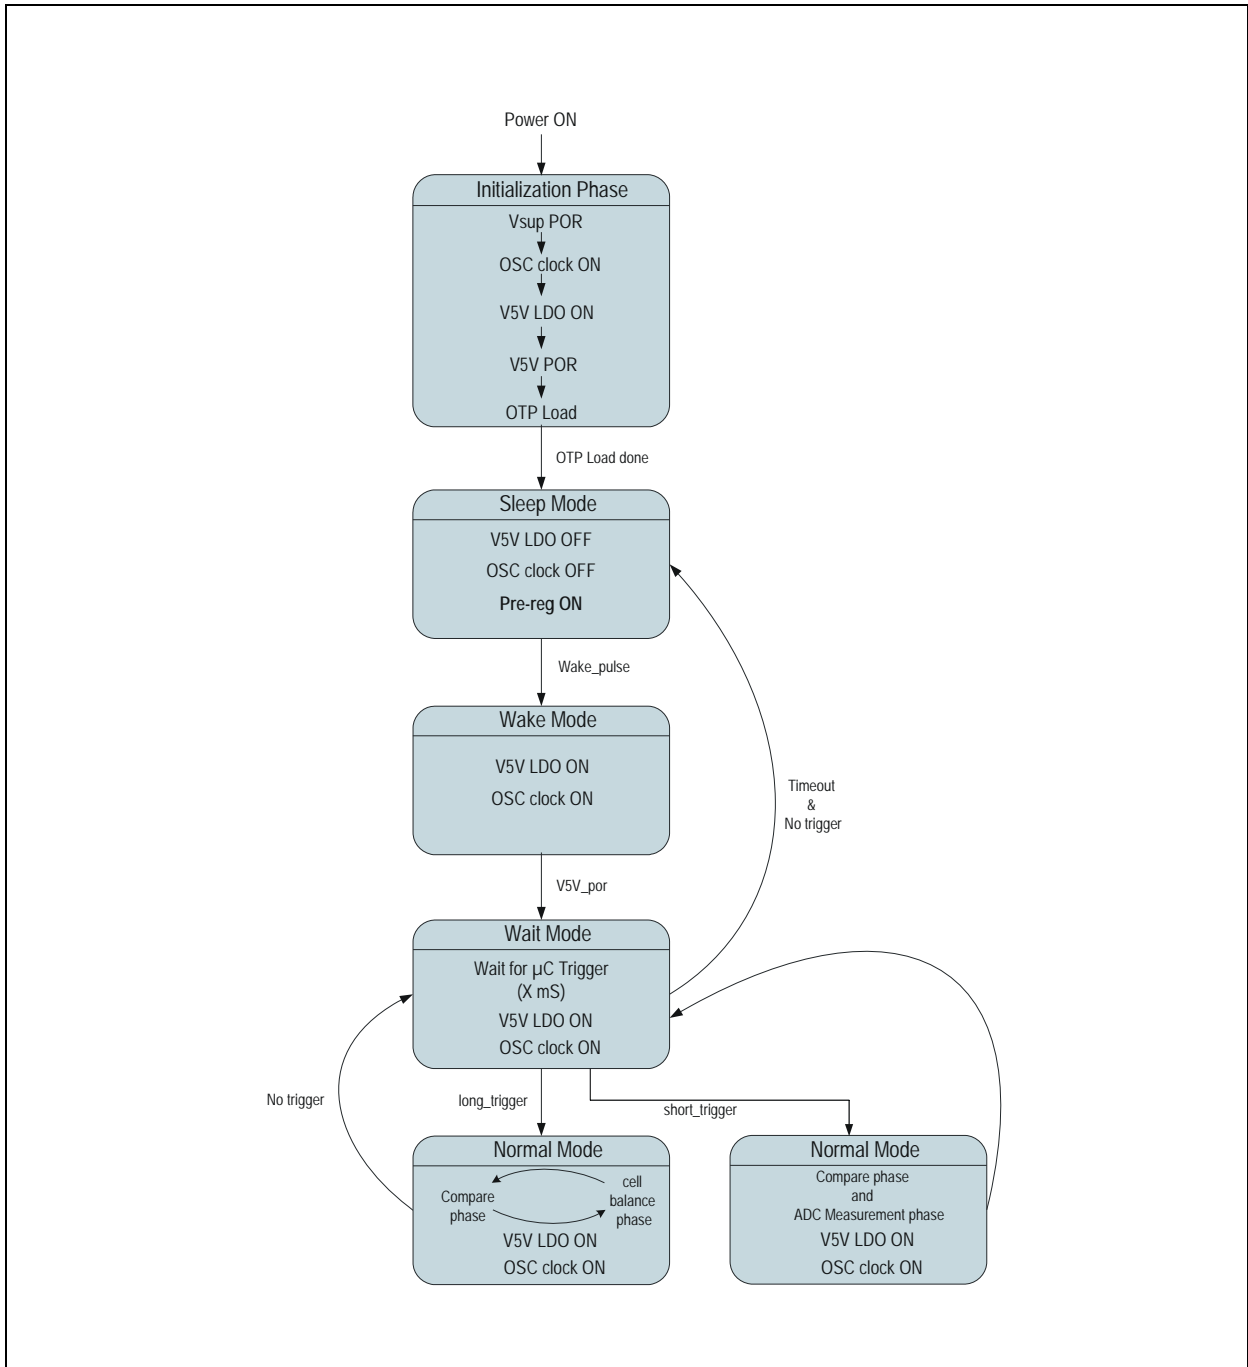 Power ON
Initialization Phase
Vsup POR
OSC clock ON
V5V LDO ON
V5V POR
OTP Load
OTP Load done
Sleep Mode
V5V LDO OFF
OSC clock OFF
Pre-reg ON
Wake_pulse
Wake Mode
V5V LDO ON
OSC clock ON
Timeout
&
No trigger
V5V_por
Wait Mode
Wait for µC Trigger
(X mS)
V5V LDO ON
OSC clock ON
No trigger
long_trigger
short_trigger
Normal Mode
Compare
phase
cell
balance
phase
V5V LDO ON
OSC clock ON
Normal Mode
Compare phase
and
ADC Measurement phase
V5V LDO ON
OSC clock ON